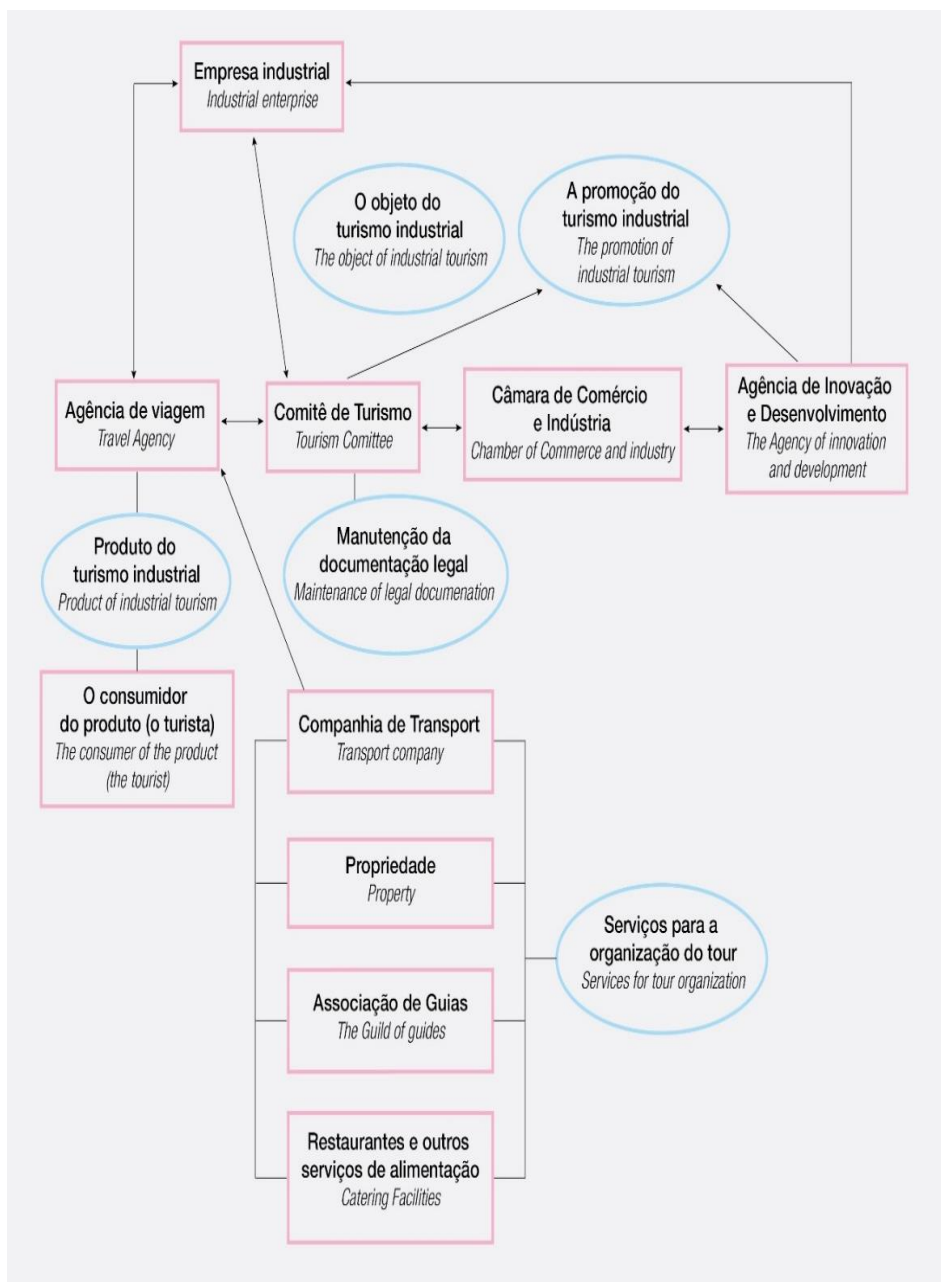 Empresa industrial
Industrial enterprise
O objeto do
turismo industrial
The object of industrial tourism
A promoção do
turismo industrial
The promotion of
industrial tourism
Agência de viagem
Travel Agency
Comitê de Turismo
Tourism Comittee
Câmara de Comércio
e Indústria
Chamber of Commerce and industry
Agência de Inovação
e Desenvolvimento
The Agency of innovation
and development
Produto do
turismo industrial
Product of industrial tourism
Manutenção da
documentação legal
Maintenance of legal documenation
O consumidor
do produto (o turista)
The consumer of the product
(the tourist)
Companhia de Transport
Transport company
Propriedade
Property
Serviços para a
organização do tour
Services for tour organization
Associação de Guias
The Guild of guides
Restaurantes e outros
serviços de alimentação
Catering Facilities